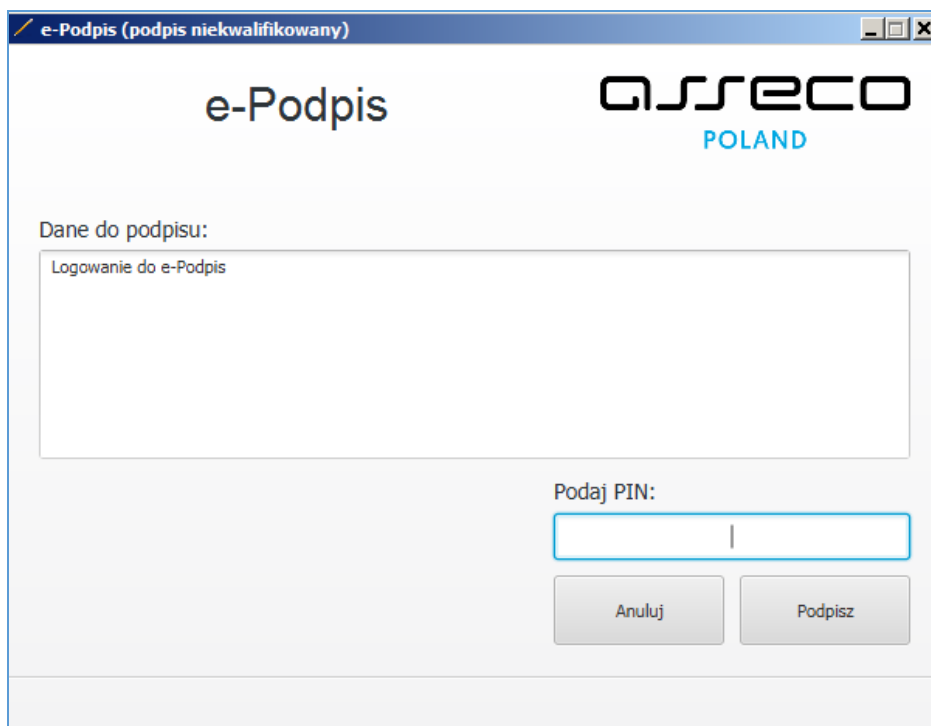 e-Podpis (podpis niekwalifikowany)
e-Podpis
asseco
POLAND
Dane do podpisu:
Logowanie do e-Podpis
Podaj PIN:
Anuluj
Podpisz